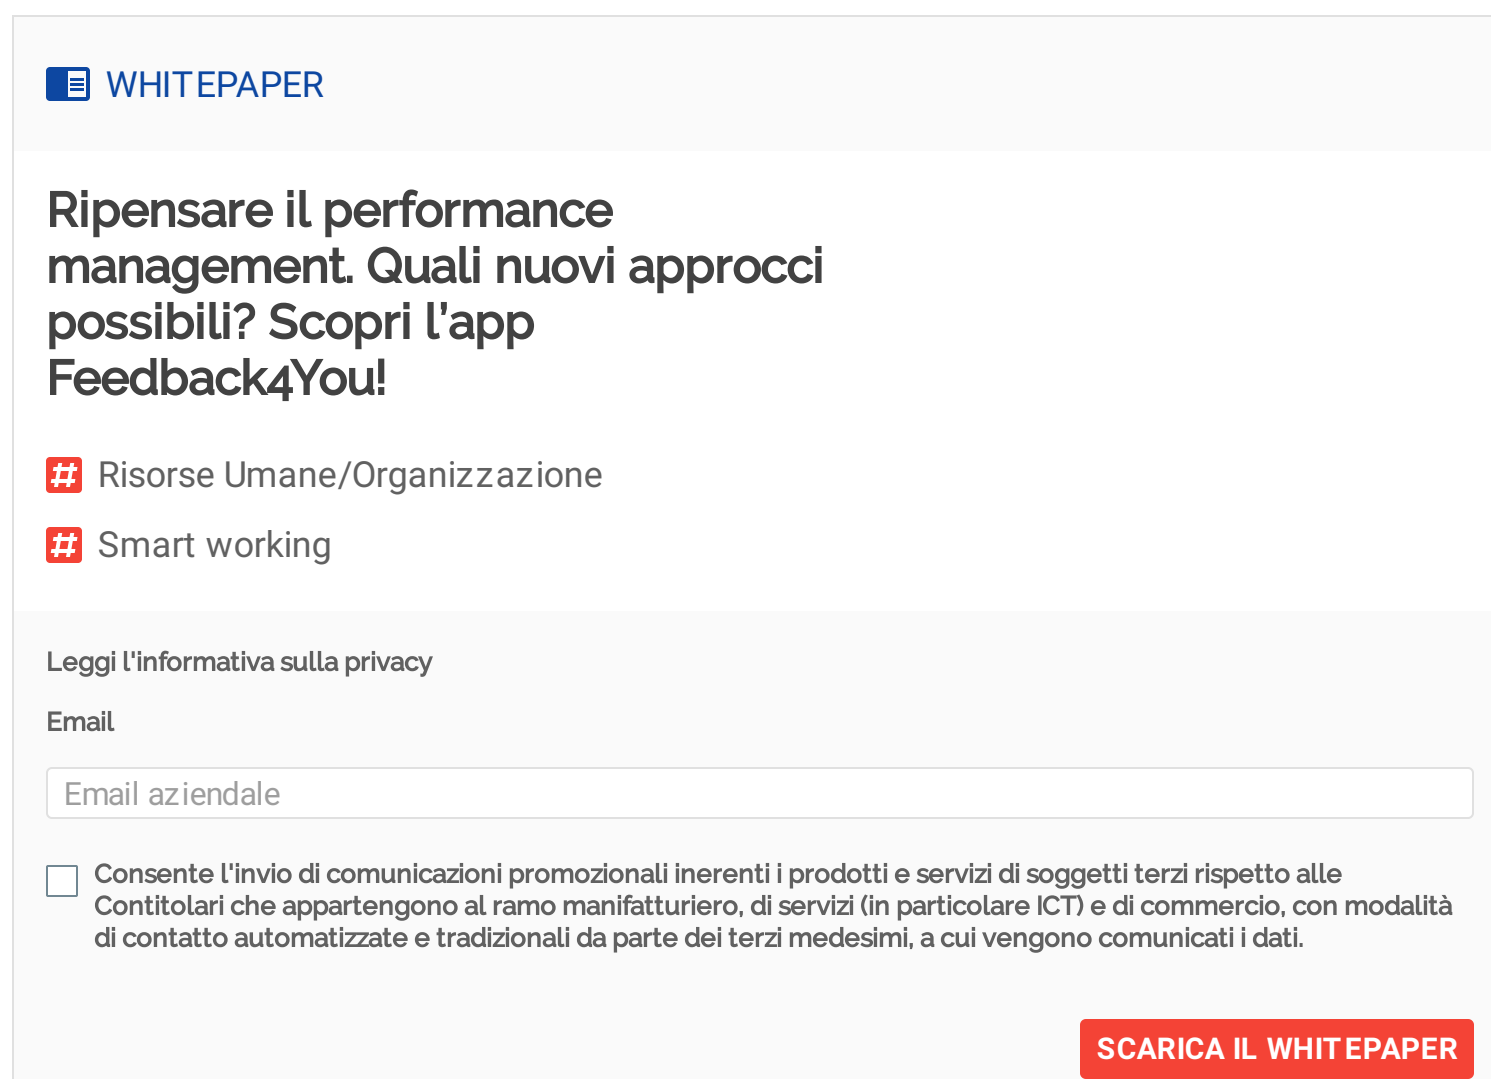 WHITEPAPER
Ripensare il performance
management. Quali nuovi approcci
possibili? Scopri l’app
Feedback4You!
# Risorse Umane/Organizzazione
# Smart working
Leggi l'informativa sulla privacy
Email
Email aziendale
Consente l'invio di comunicazioni promozionali inerenti i prodotti e servizi di soggetti terzi rispetto alle
Contitolari che appartengono al ramo manifatturiero, di servizi (in particolare ICT) e di commercio, con modalità
di contatto automatizzate e tradizionali da parte dei terzi medesimi, a cui vengono comunicati i dati.
SCARICA IL WHITEPAPER